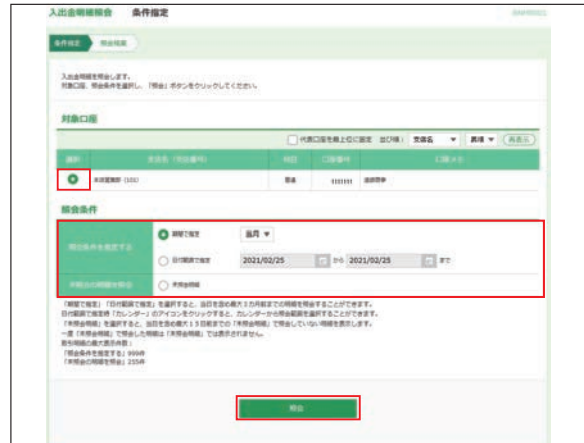 入出金明細照会 条件指定
条件指定 照会結果
入出金明細を照会します。
対象口座、照会条件を選択し、「照会」ボタンをクリックしてください。
対象口座
代表口座を最上位に固定 並び順: 支店名 昇順 再表示
選択 支店名 (支店番号) 科目 口座番号 口座メモ
本店営業部 (101) 普通 1111111
照会条件
照会条件を指定する 期間で指定 当月
日付範囲で指定 2021/02/25 から 2021/02/25 まで
未照会の明細を照会 未照会明細
「期間で指定」「日付範囲で指定」を選択すると、当日を含め最大3カ月前までの明細を照会することができます。
日付範囲で指定時「カレンダー」のアイコンをクリックすると、カレンダーから照会範囲を選択することができます。
「未照会明細」を選択すると、当日を含め最大15日前までの「未照会明細」で照会していない明細を表示します。
一度「未照会明細」で照会した明細は「未照会明細」では表示されません。
取引明細の最大表示件数:
「照会条件を指定する」999件
「未照会の明細を照会」255件
照会